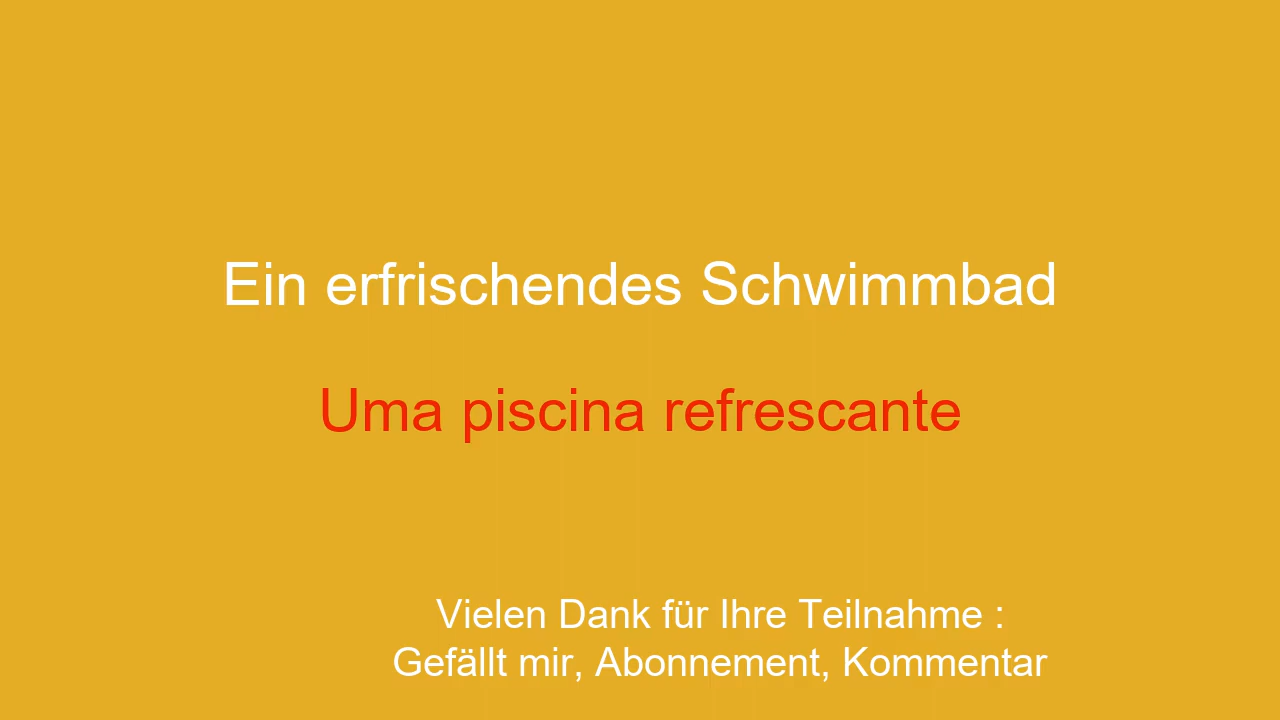 Ein erfrischendes Schwimmbad
Uma piscina refrescante
Vielen Dank für Ihre Teilnahme :
Gefällt mir, Abonnement, Kommentar